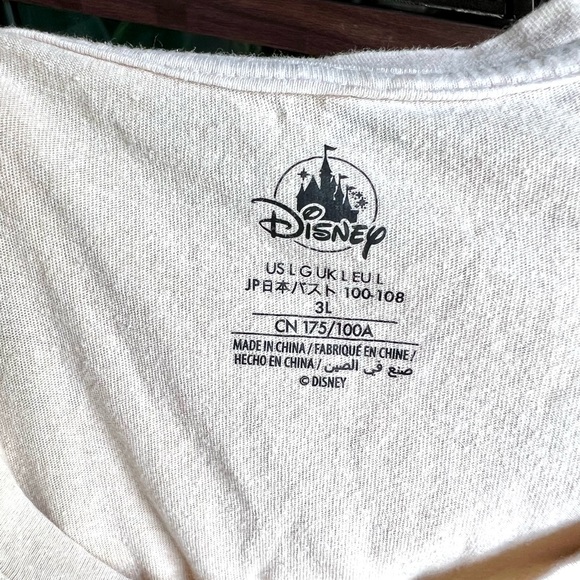 Disney
US L G UK L EU L
JP日本/バスト 100-108
3L
CN 175/100A
MADE IN CHINA / FABRIQUÉ EN CHINE /
HECHO EN CHINA / صنع في الصين
© DISNEY